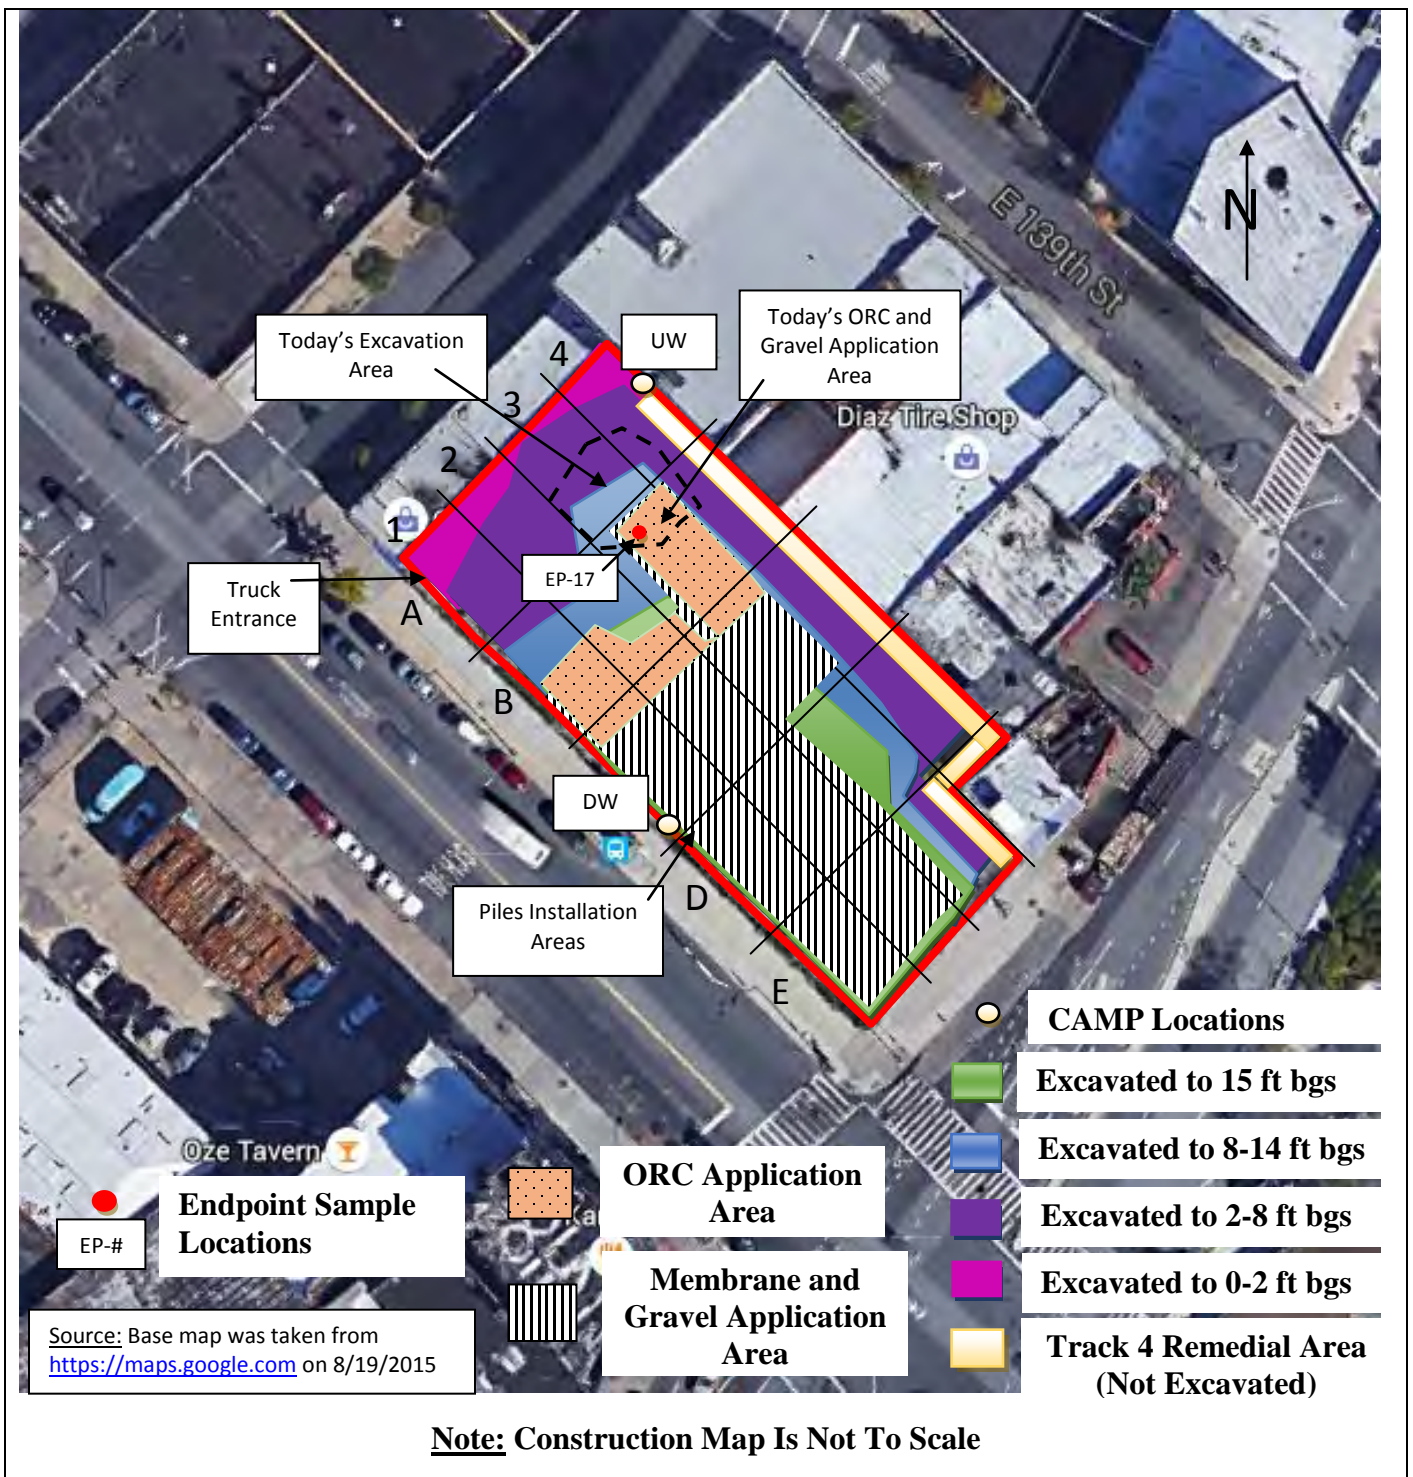 E 139th St
N
Today's Excavation
Area
UW
Today's ORC and
Gravel Application
Area
4
3
2
1
Diaz Tire Shop
Truck
Entrance
EP-17
A
B
DW
D
Piles Installation
Areas
E
CAMP Locations
Excavated to 15 ft bgs
Excavated to 8-14 ft bgs
Excavated to 2-8 ft bgs
Excavated to 0-2 ft bgs
Track 4 Remedial Area
(Not Excavated)
Oze Tavern
EP-#
Endpoint Sample
Locations
ORC Application
Area
Membrane and
Gravel Application
Area
Source: Base map was taken from
https://maps.google.com on 8/19/2015
Note: Construction Map Is Not To Scale